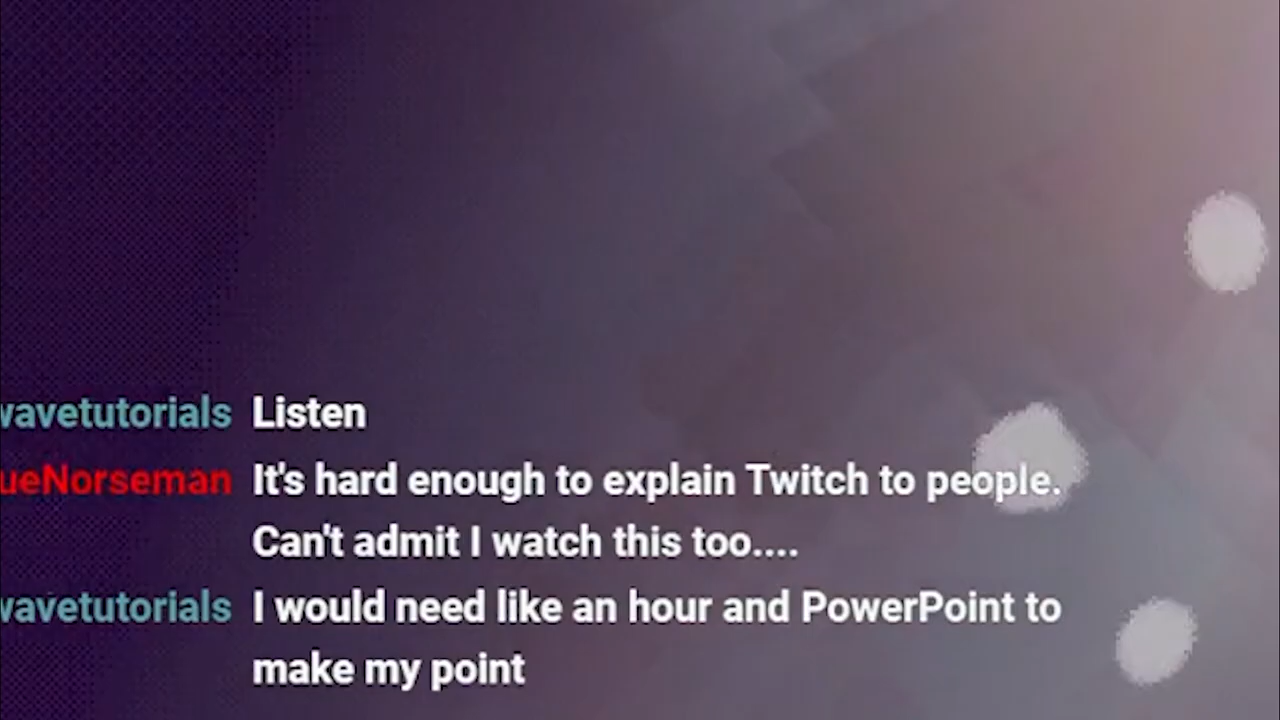 wavetutorials Listen
ueNorseman It's hard enough to explain Twitch to people.
Can't admit I watch this too....
wavetutorials I would need like an hour and PowerPoint to
make my point